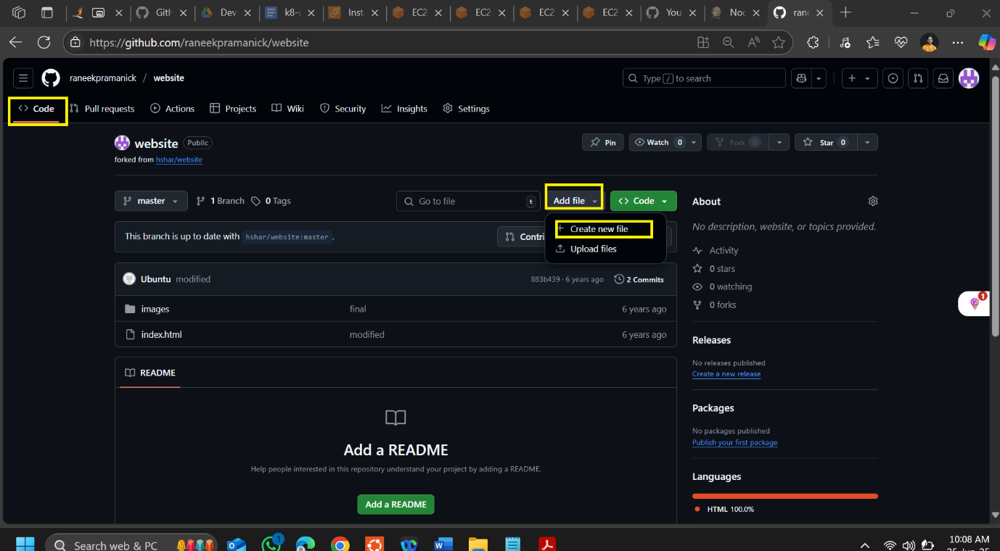 Gitl
Dev
k8-c
Inst
EC2
EC2
EC2
EC2
You
Noc
rane
https://github.com/raneekpramanick/website
raneekpramanick / website
Type / to search
Code
Pull requests
Actions
Projects
Wiki
Security
Insights
Settings
website Public
Pin
Watch 0
Fork 0
Star 0
forked from hshar/website
master
1 Branch
0 Tags
Go to file t
Add file
Code
About
Create new file
Upload files
No description, website, or topics provided.
This branch is up to date with hshar/website:master .
Contri
Activity
0 stars
0 watching
0 forks
Ubuntu modified
883b439 · 6 years ago
2 Commits
images final 6 years ago
index.html modified 6 years ago
1
Releases
No releases published
Create a new release
README
Add a README
Help people interested in this repository understand your project by adding a README.
Add a README
Packages
No packages published
Publish your first package
Languages
HTML 100.0%
Search web & PC
1
10:08 AM